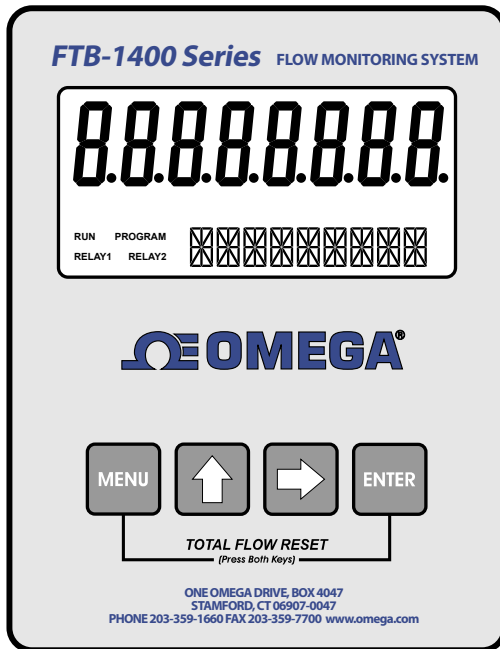 FTB-1400 Series FLOW MONITORING SYSTEM
8.8.8.8.8.8.8.8.
RUN PROGRAM
RELAY1 RELAY2
OMEGA®
MENU ENTER
TOTAL FLOW RESET
(Press Both Keys)
ONE OMEGA DRIVE, BOX 4047
STAMFORD, CT 06907-0047
PHONE 203-359-1660 FAX 203-359-7700 www.omega.com